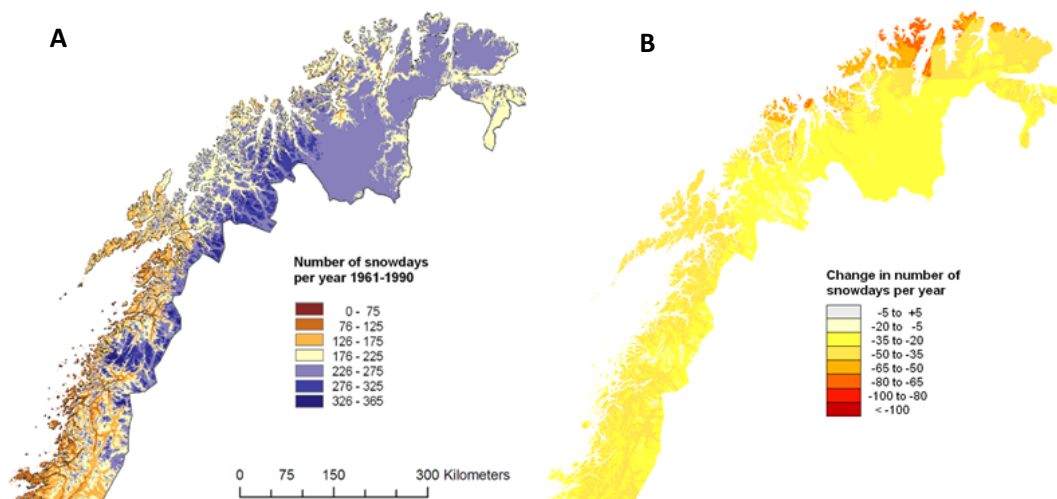 A
Number of snowdays
per year 1961-1990
0 - 75
76 - 125
126 - 175
176 - 225
226 - 275
276 - 325
326 - 365
0 75 150 300 Kilometers
B
Change in number of
snowdays per year
-5 to +5
-20 to -5
-35 to -20
-50 to -35
-65 to -50
-80 to -65
-100 to -80
< -100